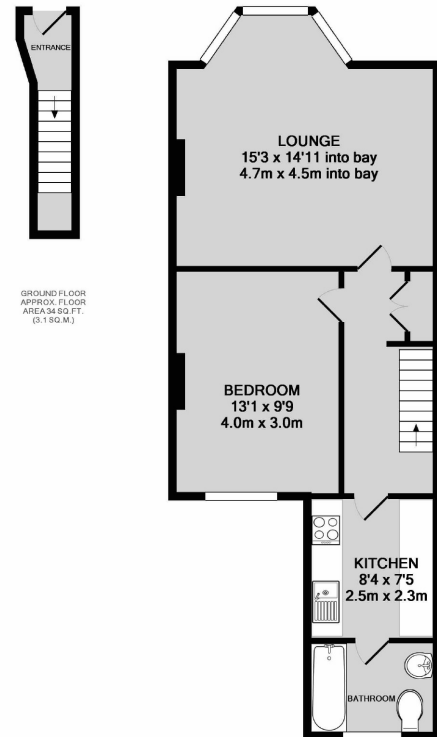 ENTRANCE
GROUND FLOOR
APPROX. FLOOR
AREA 34 SQ.FT.
(3.1 SQ.M.)
LOUNGE
15'3 x 14'11 into bay
4.7m x 4.5m into bay
BEDROOM
13'1 x 9'9
4.0m x 3.0m
KITCHEN
8'4 x 7'5
2.5m x 2.3m
BATHROOM